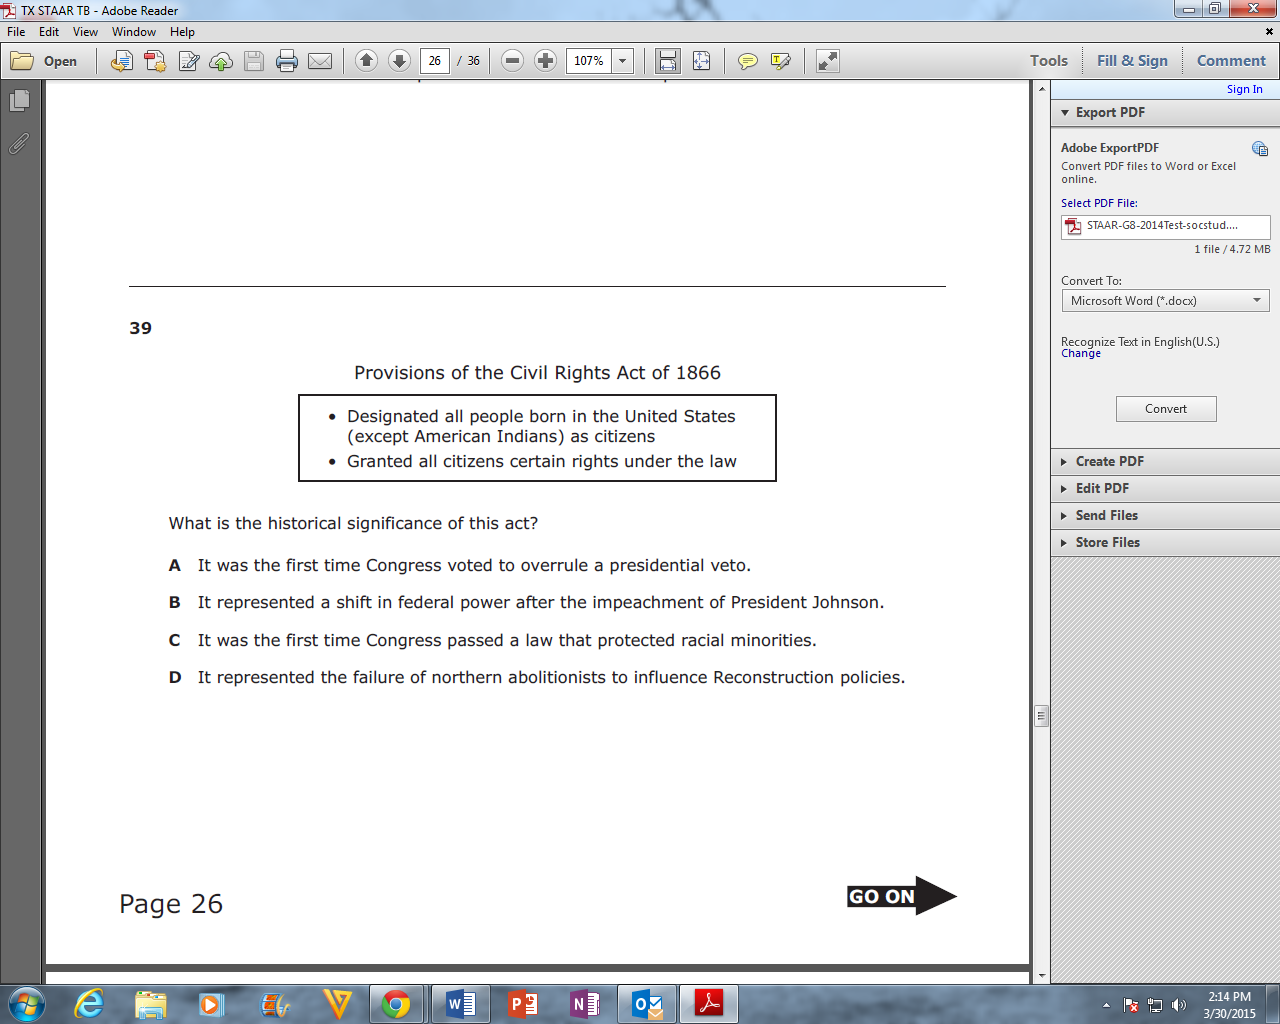 TX STAAR TB - Adobe Reader
File Edit View Window Help
Open 26 / 36 107% Tools Fill & Sign Comment
Sign In
Export PDF
Adobe ExportPDF
Convert PDF files to Word or Excel
online.
Select PDF File:
STAAR-G8-2014Test-socstud....
1 file / 4.72 MB
Convert To:
Microsoft Word (*.docx)
Recognize Text in English(U.S.)
Change
Convert
Create PDF
Edit PDF
Send Files
Store Files
39
Provisions of the Civil Rights Act of 1866
• Designated all people born in the United States
(except American Indians) as citizens
• Granted all citizens certain rights under the law
What is the historical significance of this act?
A It was the first time Congress voted to overrule a presidential veto.
B It represented a shift in federal power after the impeachment of President Johnson.
C It was the first time Congress passed a law that protected racial minorities.
D It represented the failure of northern abolitionists to influence Reconstruction policies.
Page 26
GO ON
2:14 PM
3/30/2015